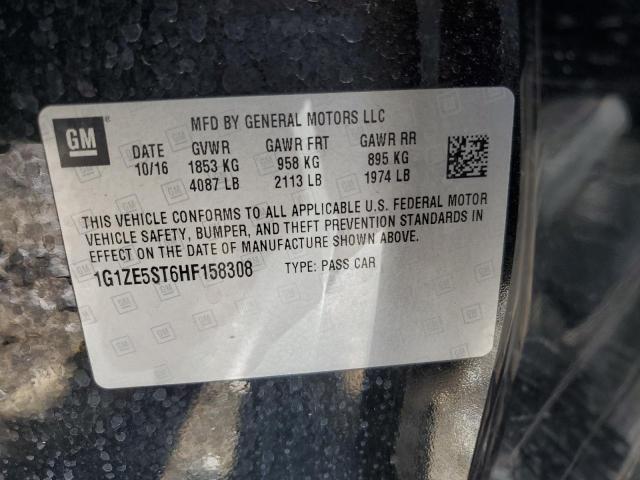 GM
MFD BY GENERAL MOTORS LLC
DATE GVWR GAWR FRT GAWR RR
10/16 1853 KG 958 KG 895 KG
4087 LB 2113 LB 1974 LB
THIS VEHICLE CONFORMS TO ALL APPLICABLE U.S. FEDERAL MOTOR
VEHICLE SAFETY, BUMPER, AND THEFT PREVENTION STANDARDS IN
EFFECT ON THE DATE OF MANUFACTURE SHOWN ABOVE.
1G1ZE5ST6HF158308 TYPE: PASS CAR